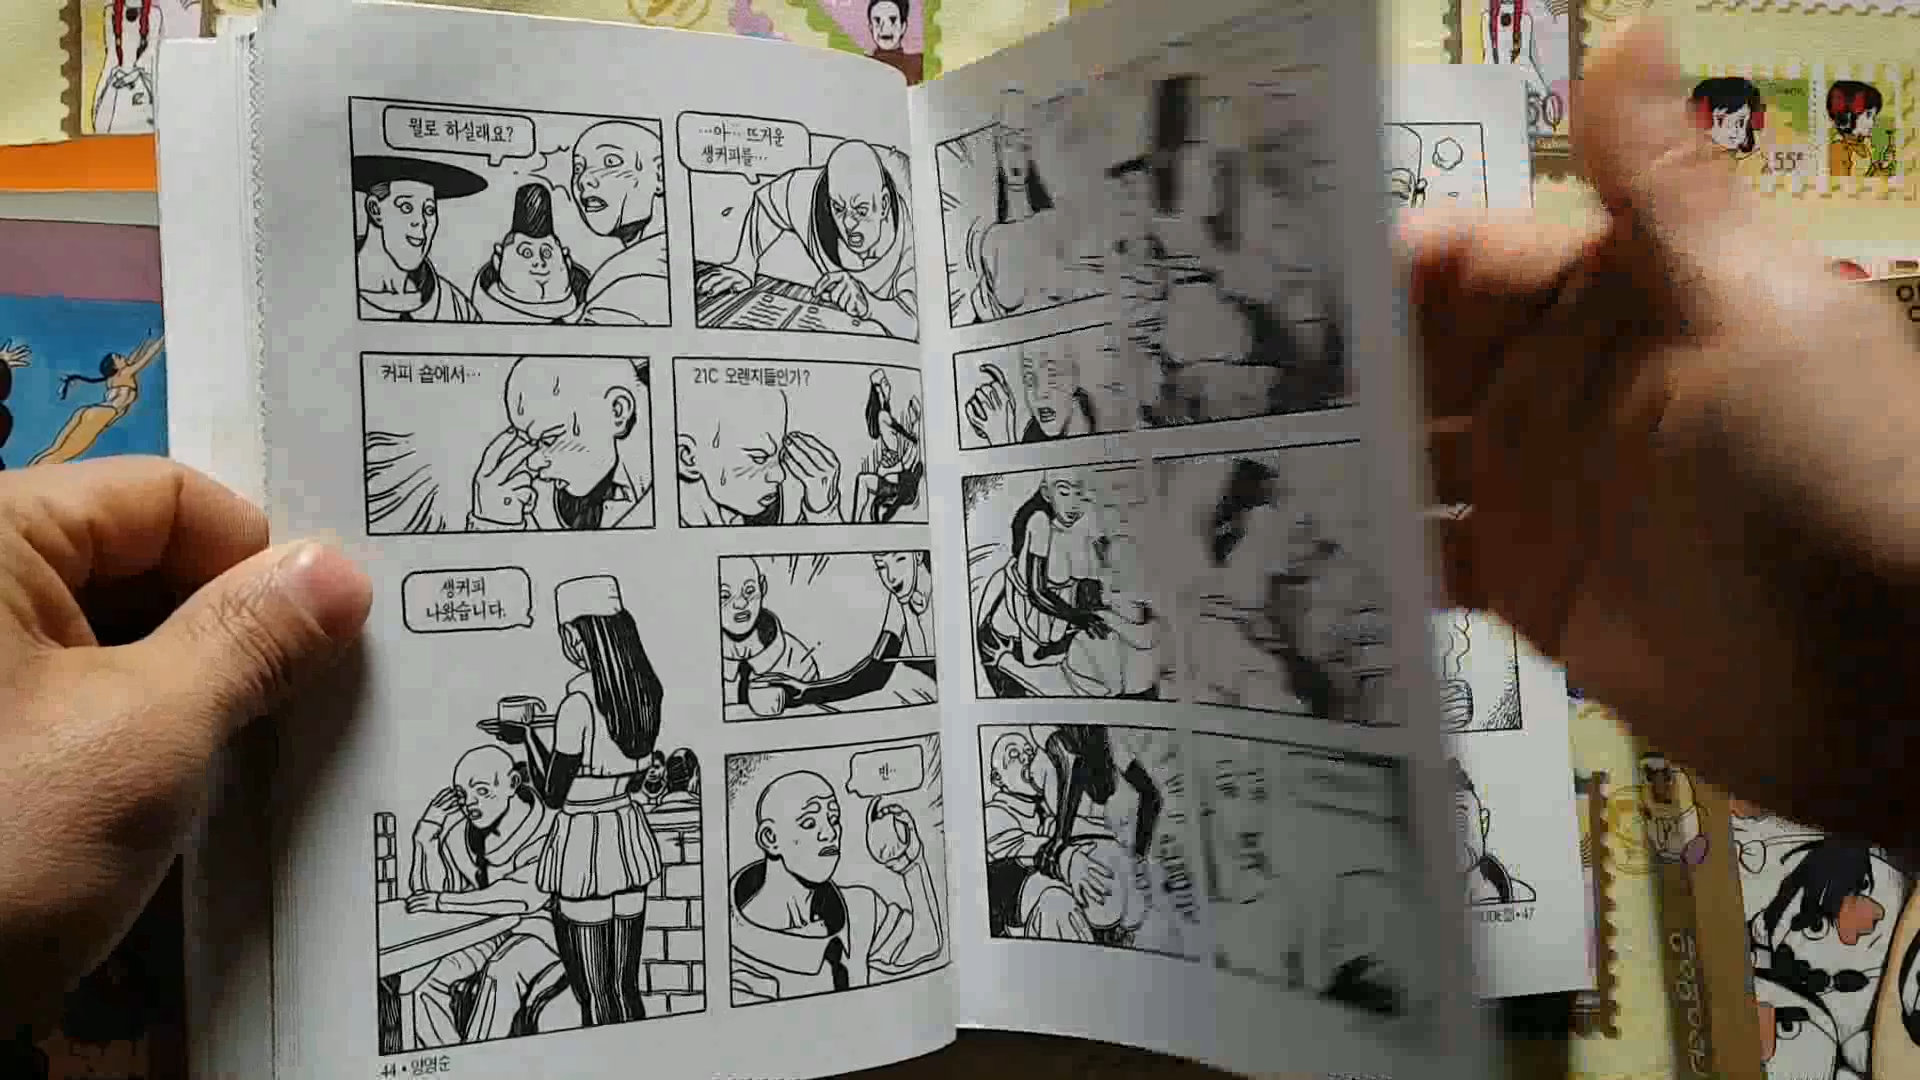 뭘로 하실래요?
…아… 뜨거운
생커피를…
커피 숍에서…
21C 오렌지들인가?
생커피
나왔습니다.
빈..
44 • 양영순
47
55
50